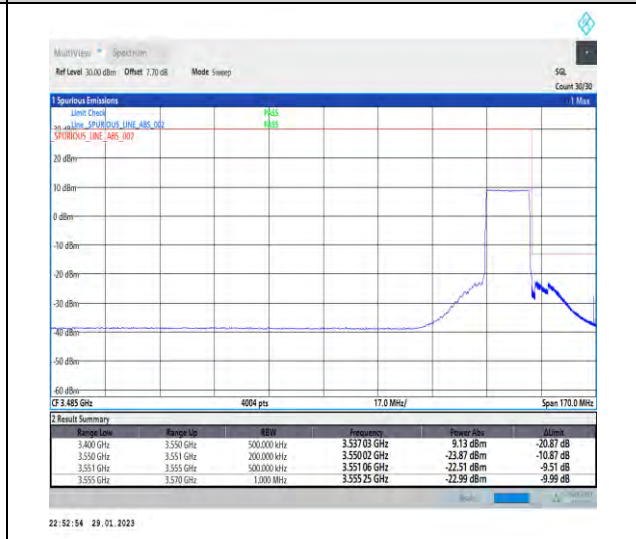 MultiView Spectrum
Ref Level 30.00 dBm Offset 7.70 dB Mode Sweep SGL
Count 30/30
1 Spurious Emissions 1 Max
Limit Check PASS
Line _SPURIOUS_LINE_ABS_002 PASS
_SPURIOUS_LINE_ABS_002
20 dBm
10 dBm
0 dBm
-10 dBm
-20 dBm
-30 dBm
-40 dBm
-50 dBm
-60 dBm
CF 3.485 GHz 4004 pts 17.0 MHz/ Span 170.0 MHz
2 Result Summary
Range Low Range Up RBW Frequency Power Abs ΔLimit
3.400 GHz 3.550 GHz 500.000 kHz 3.537 03 GHz 9.13 dBm -20.87 dB
3.550 GHz 3.551 GHz 200.000 kHz 3.550 02 GHz -23.87 dBm -10.87 dB
3.551 GHz 3.555 GHz 500.000 kHz 3.551 06 GHz -22.51 dBm -9.51 dB
3.555 GHz 3.570 GHz 1.000 MHz 3.555 25 GHz -22.99 dBm -9.99 dB
22:52:54 29.01.2023